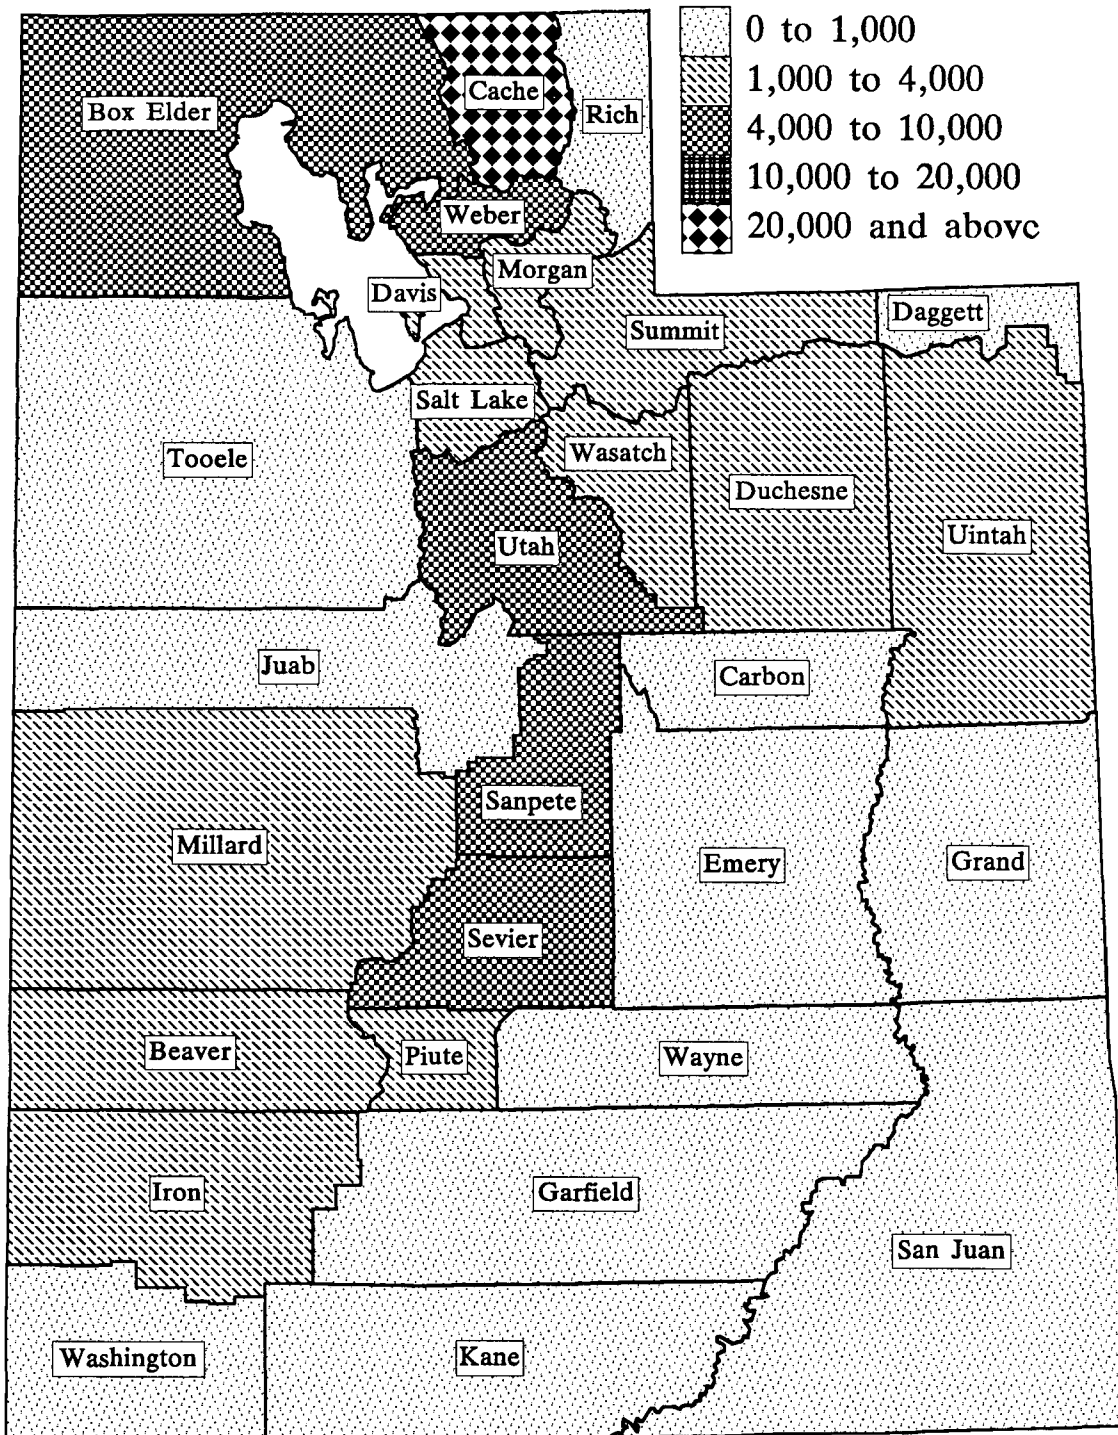 0 to 1,000
1,000 to 4,000
4,000 to 10,000
10,000 to 20,000
20,000 and above
Box Elder
Cache
Rich
Weber
Morgan
Davis
Summit
Daggett
Salt Lake
Tooele
Wasatch
Duchesne
Uintah
Utah
Juab
Carbon
Sanpete
Millard
Emery
Grand
Sevier
Beaver
Piute
Wayne
Iron
Garfield
San Juan
Washington
Kane